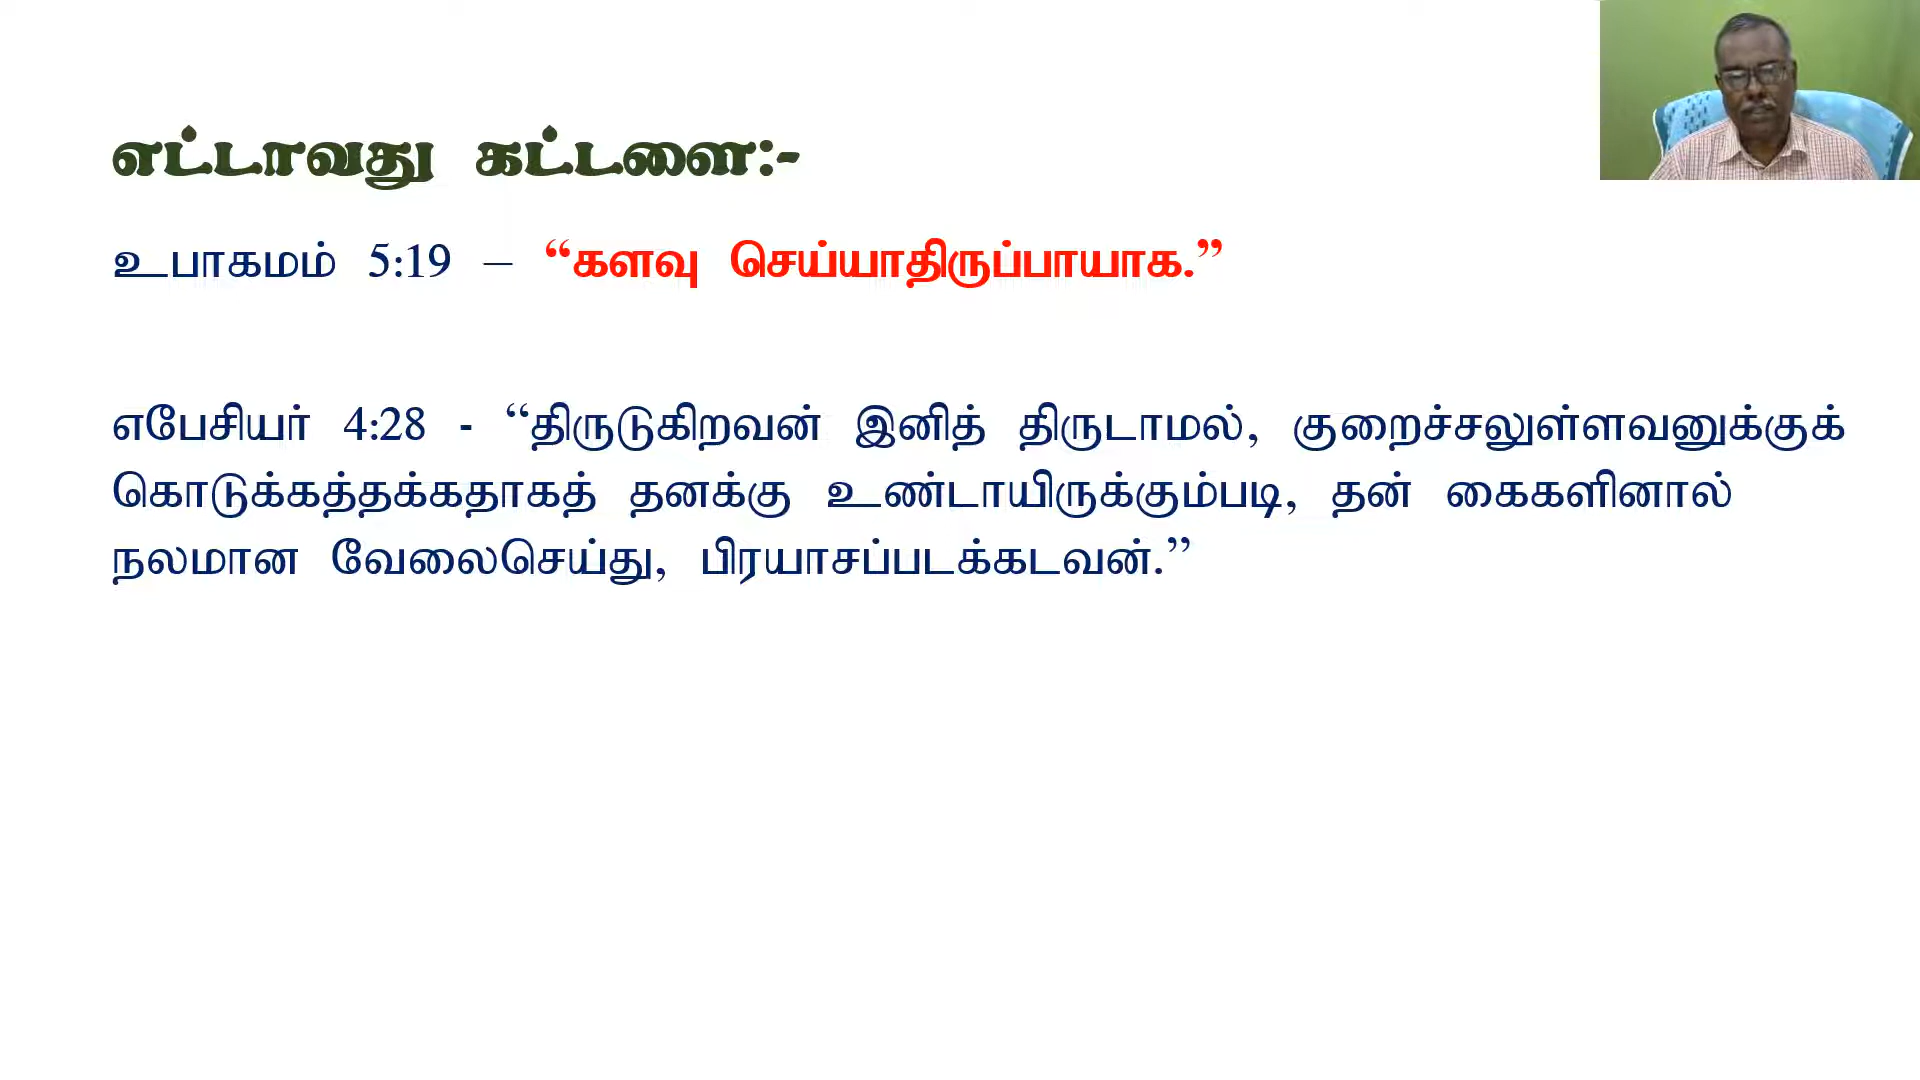 எட்டாவது கட்டளை:-
உபாகமம் 5:19 – “களவு செய்யாதிருப்பாயாக.”
எபேசியர் 4:28 - “திருடுகிறவன் இனித் திருடாமல், குறைச்சலுள்ளவனுக்குக்
கொடுக்கத்தக்கதாகத் தனக்கு உண்டாயிருக்கும்படி, தன் கைகளினால்
நலமான வேலைசெய்து, பிரயாசப்படக்கடவன்.”